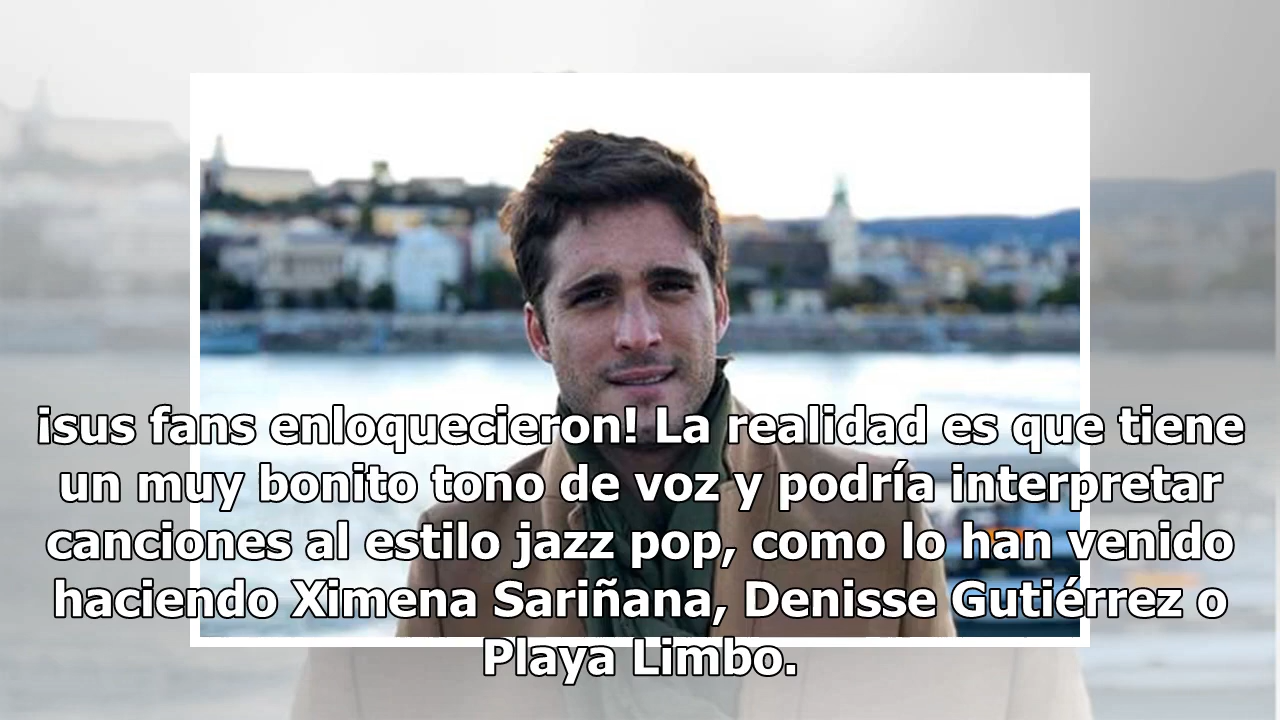 ¡sus fans enloquecieron! La realidad es que tiene
un muy bonito tono de voz y podría interpretar
canciones al estilo jazz pop, como lo han venido
haciendo Ximena Sariñana, Denisse Gutiérrez o
Playa Limbo.